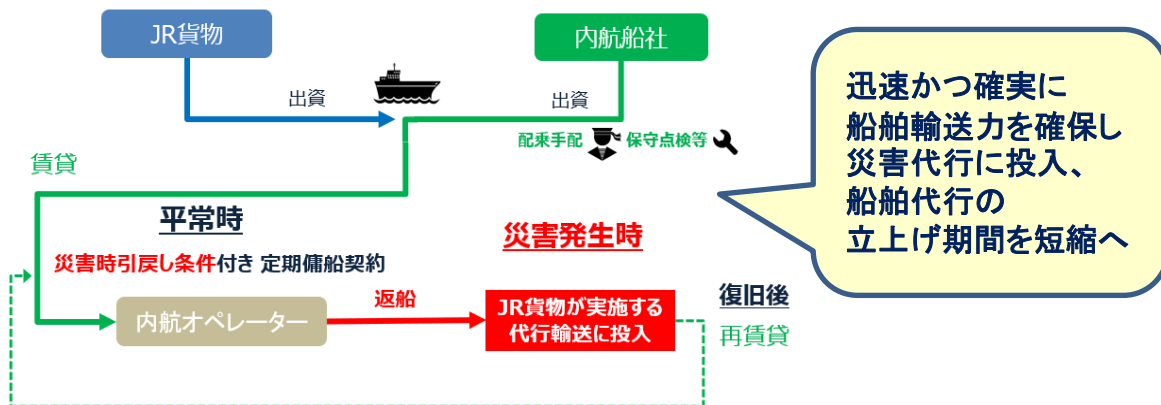 JR貨物
内航船社
出資
出資
配乗手配
保守点検等
賃貸
平常時
災害発生時
災害時引戻し条件付き 定期傭船契約
内航オペレーター
返船
JR貨物が実施する
代行輸送に投入
復旧後
再賃貸
迅速かつ確実に
船舶輸送力を確保し
災害代行に投入、
船舶代行の
立上げ期間を短縮へ